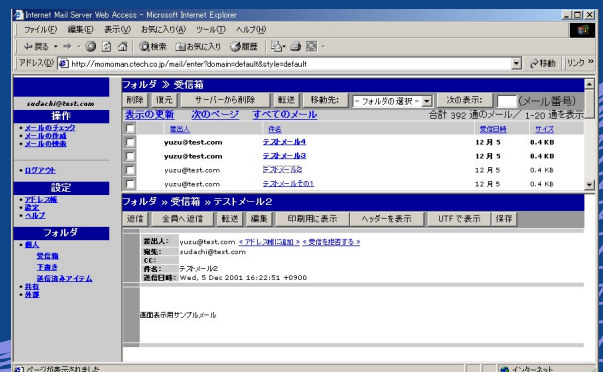 Internet Mail Server Web Access - Microsoft Internet Explorer
ファイル(F) 編集(E) 表示(V) お気に入り(A) ツール(T) ヘルプ(H)
戻る 検索 お気に入り 履歴
アドレス(D) http://momoman.ctech.co.jp/mail/enter?domain=default&style=default 移動 リンク »
sudachi@test.com
操作
・メールのチェック
・メールの作成
・メールの検索
・ログアウト
設定
・アドレス帳
・設定
・ヘルプ
フォルダ
・個人
受信箱
下書き
送信済みアイテム
・共有
・外部
フォルダ ≫ 受信箱
削除 復元 サーバーから削除 転送 移動先: - フォルダの選択 - 次の表示: (メール番号)
表示の更新 次のページ すべてのメール 合計 392 通のメール／ 1-20 通を表示
差出人 件名 受信日時 サイズ
yuzu@test.com テストメール4 12 月 5 0.4 KB
yuzu@test.com テストメール3 12 月 5 0.4 KB
yuzu@test.com テストメール2 12 月 5 0.4 KB
yuzu@test.com テストメールその1 12 月 5 0.4 KB
フォルダ » 受信箱 » テストメール2
返信 全員へ返信 転送 編集 印刷用に表示 ヘッダーを表示 UTF で表示 保存
差出人: yuzu@test.com «アドレス帳に追加» «受信を拒否する»
宛先: sudachi@test.com
CC:
件名: テストメール2
送信日時: Wed, 5 Dec 2001 16:22:51 +0900
画面表示用サンプルメール
ページが表示されました
インターネット